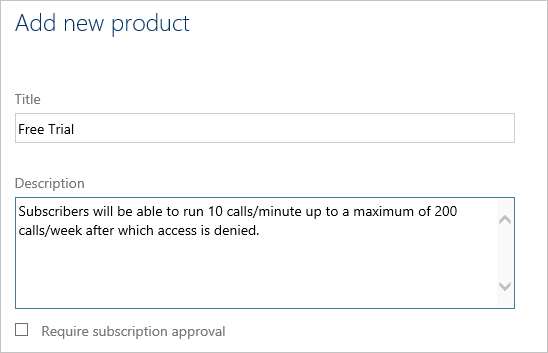 Add new product
Title
Free Trial
Description
Subscribers will be able to run 10 calls/minute up to a maximum of 200
calls/week after which access is denied.
Require subscription approval